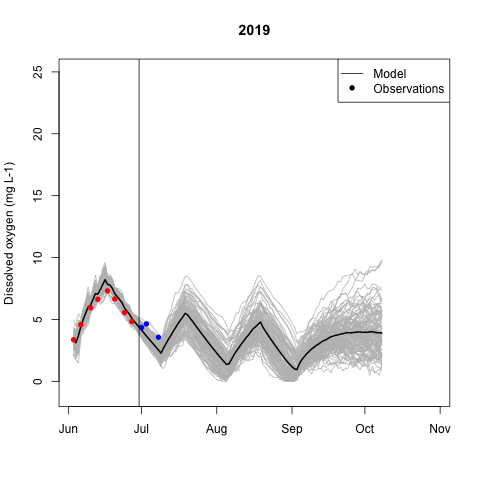 2019
Dissolved oxygen (mg L-1)
25
20
15
10
5
0
Model
Observations
Jun Jul Aug Sep Oct Nov